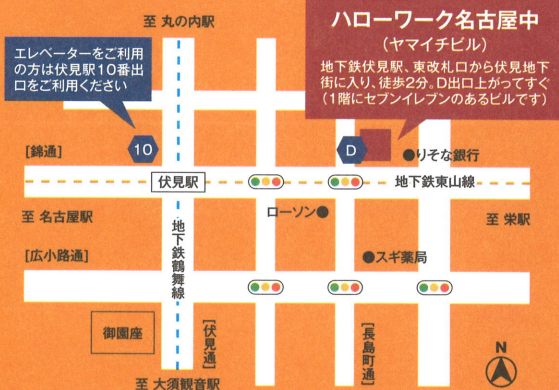 至 丸の内駅
ハローワーク名古屋中
(ヤマイチビル)
地下鉄伏見駅、東改札口から伏見地下
街に入り、徒歩2分。D出口上がってすぐ
(1階にセブンイレブンのあるビルです)
エレベーターをご利用
の方は伏見駅10番出
口をご利用ください
[錦通]
10
D
●りそな銀行
伏見駅
地下鉄東山線
至 名古屋駅
ローソン●
至 栄駅
地下鉄鶴舞線
[広小路通]
●スギ薬局
御園座
[伏見通]
[長島町通]
N
至 大須観音駅